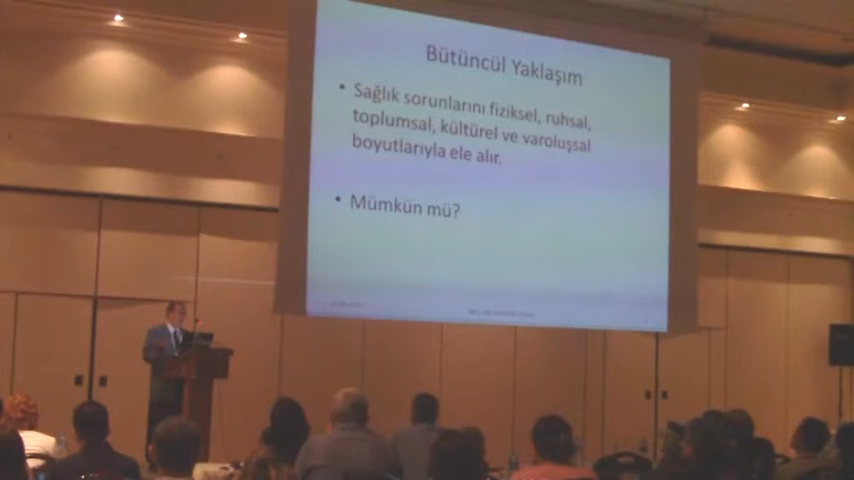 Bütüncül Yaklaşım
• Sağlık sorunlarını fiziksel, ruhsal,
toplumsal, kültürel ve varoluşsal
boyutlarıyla ele alır.
• Mümkün mü?